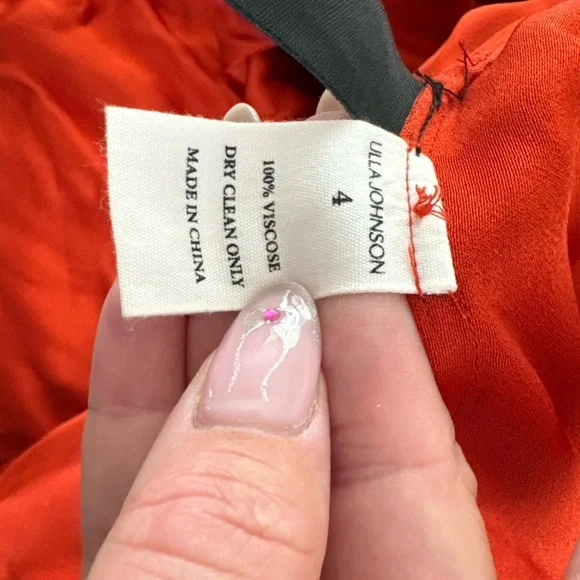 ULLA JOHNSON
4
100% VISCOSE
DRY CLEAN ONLY
MADE IN CHINA